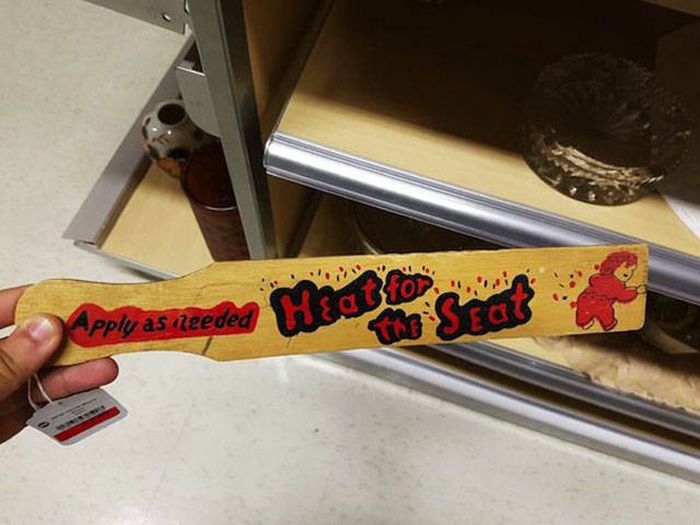 Apply as needed
Heat for
the Seat